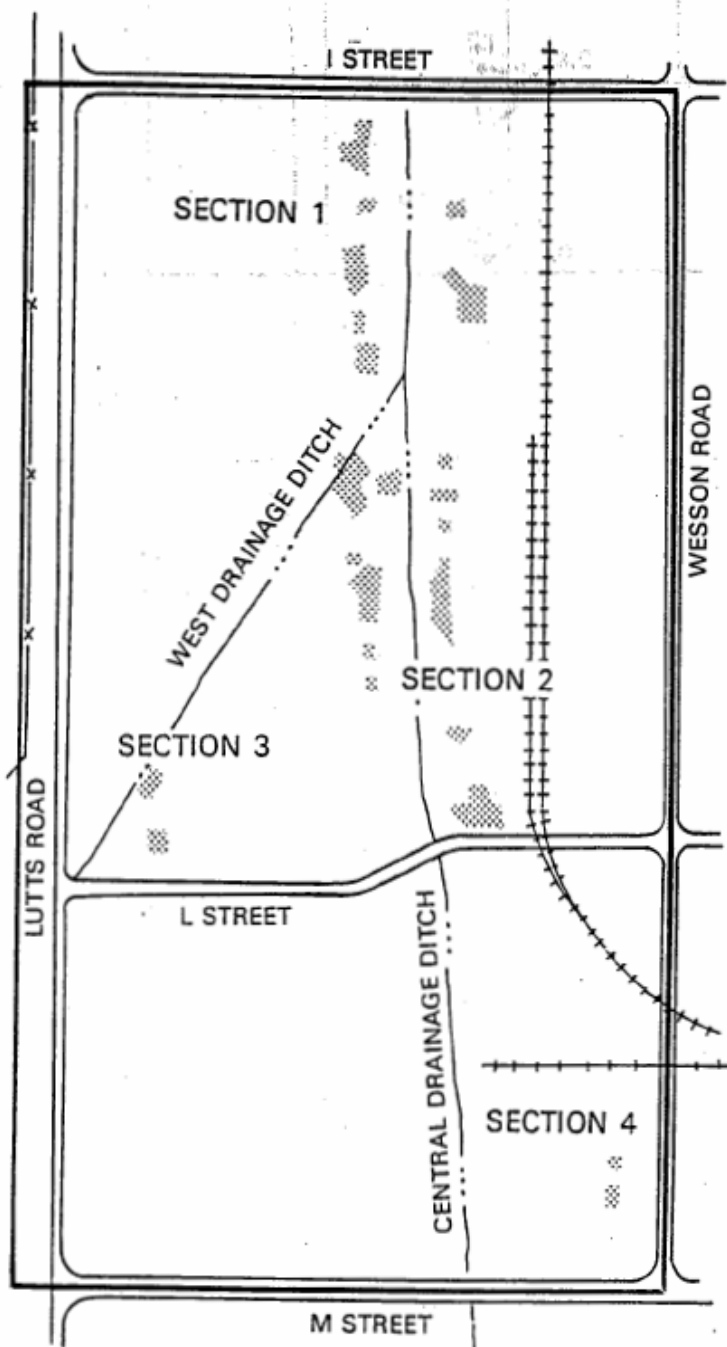 I STREET
SECTION 1
WEST DRAINAGE DITCH
WESSON ROAD
SECTION 2
SECTION 3
LUTTS ROAD
L STREET
CENTRAL DRAINAGE DITCH
SECTION 4
M STREET